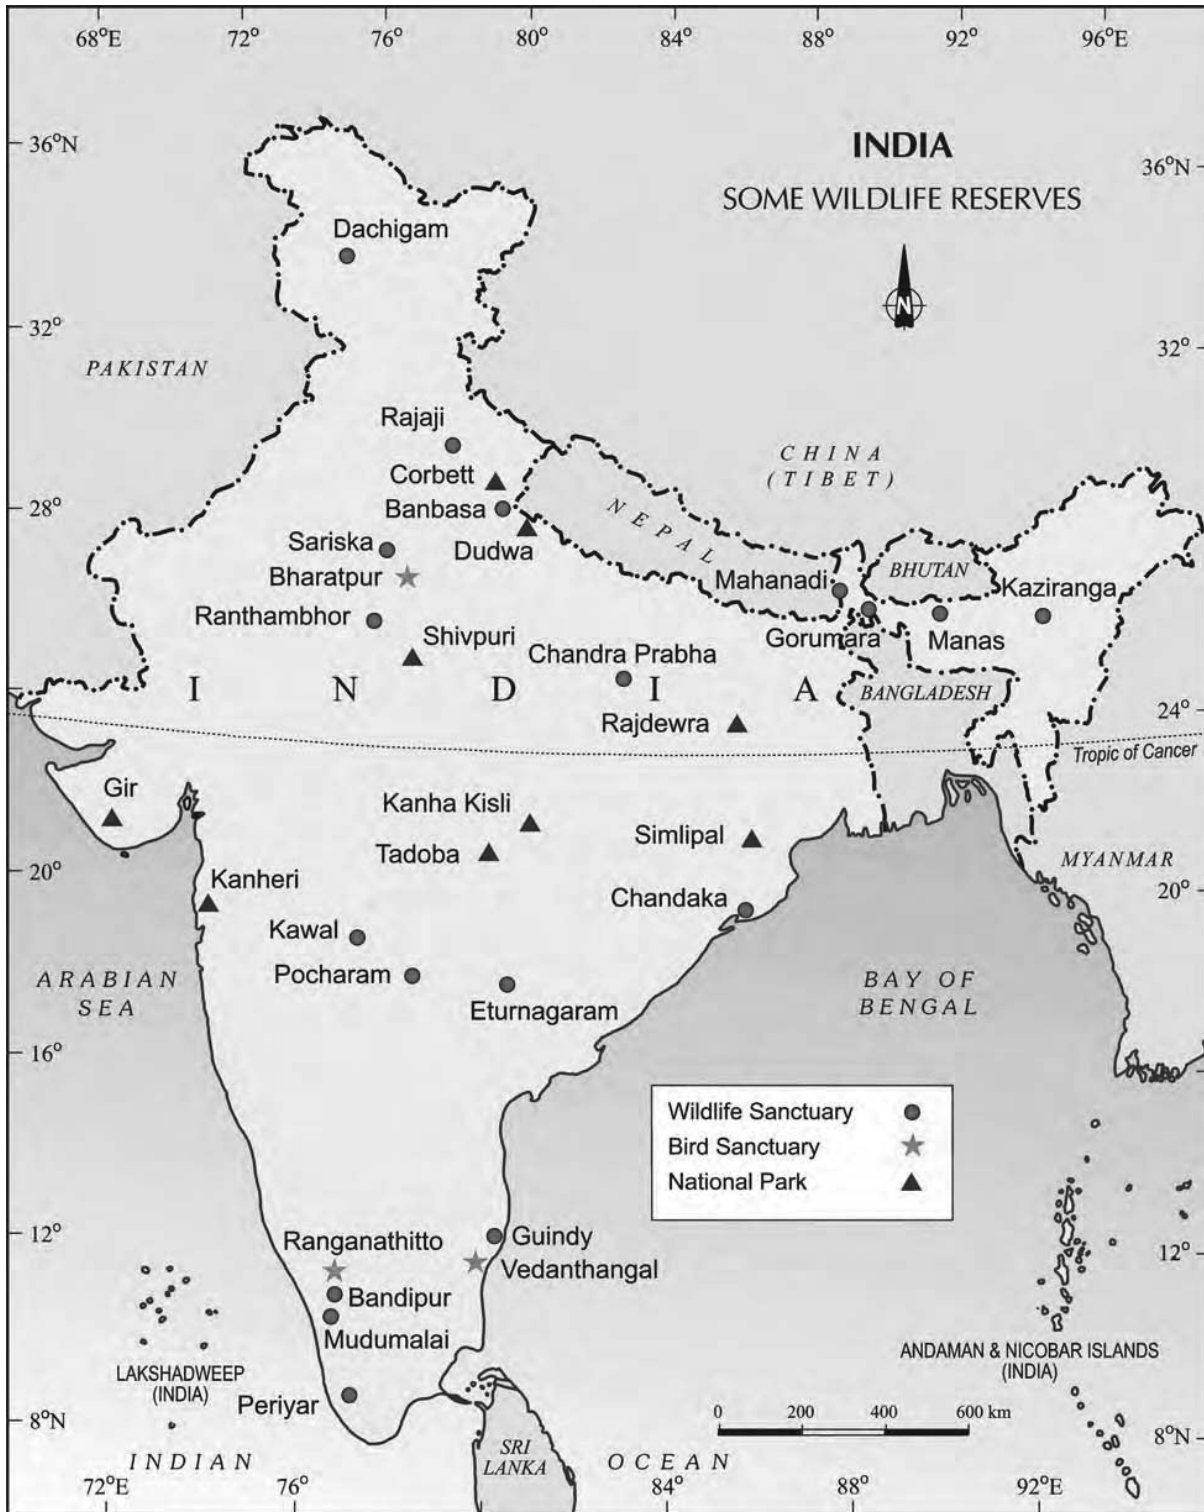 68°E 72° 76° 80° 84° 88° 92° 96°E
INDIA
SOME WILDLIFE RESERVES
36°N
36°N
N
Dachigam
32°
32°
PAKISTAN
Rajaji
CHINA
(TIBET)
Corbett
Banbasa
28°
28°
NEPAL
Sariska
Dudwa
Bharatpur
Mahanadi
BHUTAN
Kaziranga
Ranthambhor
Shivpuri
Gorumara
Manas
Chandra Prabha
I N D I A
BANGLADESH
24°
24°
Rajdewra
Tropic of Cancer
Gir
Kanha Kisli
Simlipal
Tadoba
MYANMAR
20°
20°
Kanheri
Chandaka
Kawal
Pocharam
ARABIAN
SEA
BAY OF
BENGAL
Eturnagaram
16°
Wildlife Sanctuary
Bird Sanctuary
National Park
12°
12°
Ranganathitto
Guindy
Vedanthangal
Bandipur
Mudumalai
LAKSHADWEEP
(INDIA)
ANDAMAN & NICOBAR ISLANDS
(INDIA)
Periyar
0 200 400 600 km
8°N
8°N
SRI
LANKA
INDIAN OCEAN
72°E 76° 84° 88° 92°E